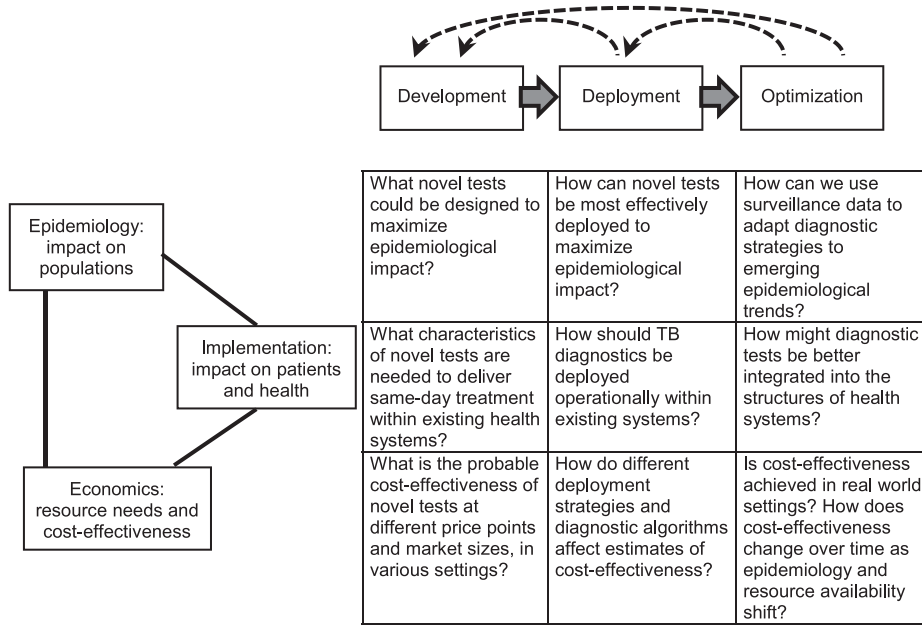 Development
Deployment
Optimization
Epidemiology:
impact on
populations
Implementation:
impact on patients
and health
Economics:
resource needs and
cost-effectiveness
What novel tests
could be designed to
maximize
epidemiological
impact?
How can novel tests
be most effectively
deployed to
maximize
epidemiological
impact?
How can we use
surveillance data to
adapt diagnostic
strategies to
emerging
epidemiological
trends?
What characteristics
of novel tests are
needed to deliver
same-day treatment
within existing health
systems?
How should TB
diagnostics be
deployed
operationally within
existing systems?
How might diagnostic
tests be better
integrated into the
structures of health
systems?
What is the probable
cost-effectiveness of
novel tests at
different price points
and market sizes, in
various settings?
How do different
deployment
strategies and
diagnostic algorithms
affect estimates of
cost-effectiveness?
Is cost-effectiveness
achieved in real world
settings? How does
cost-effectiveness
change over time as
epidemiology and
resource availability
shift?